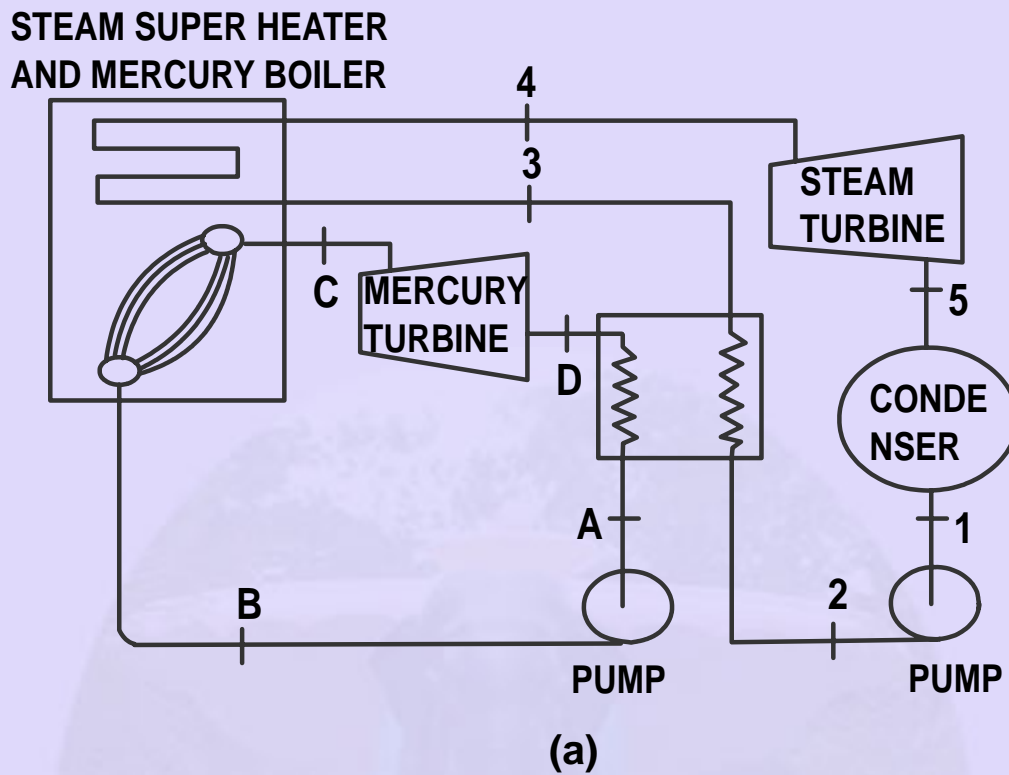 STEAM SUPER HEATER
AND MERCURY BOILER
4
3
STEAM
TURBINE
C
MERCURY
TURBINE
D
5
CONDE
NSER
A
1
B
2
PUMP
PUMP
(a)